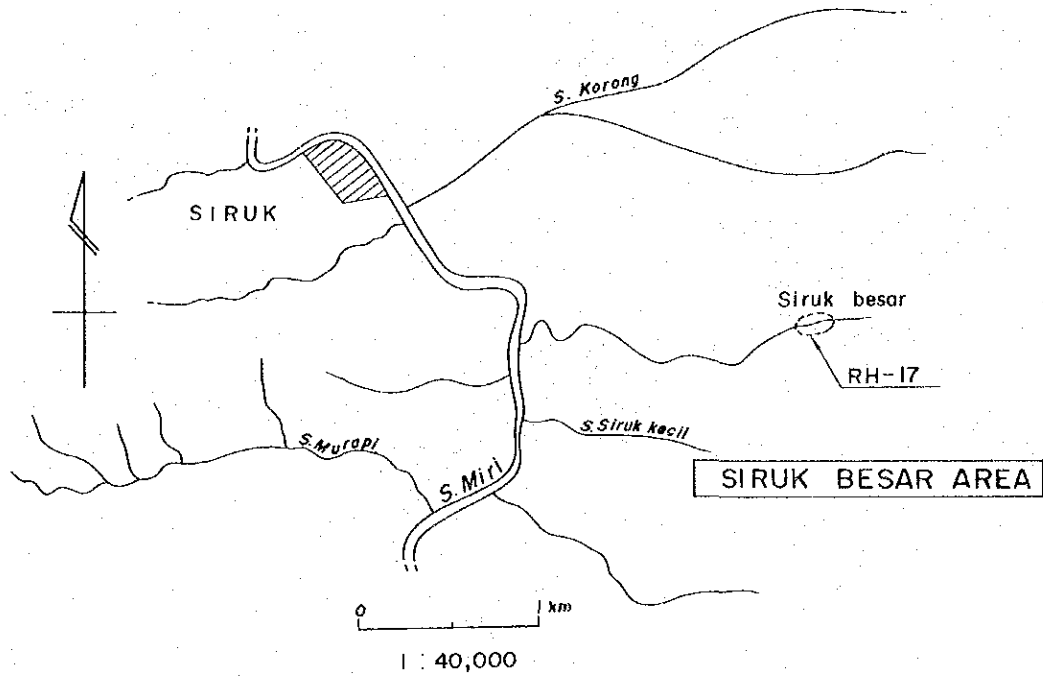 S. Korong
SIRUK
Siruk besar
RH-17
S. Murapi
S. Siruk kecil
S. Miri
SIRUK BESAR AREA
0 1 km
1 : 40,000